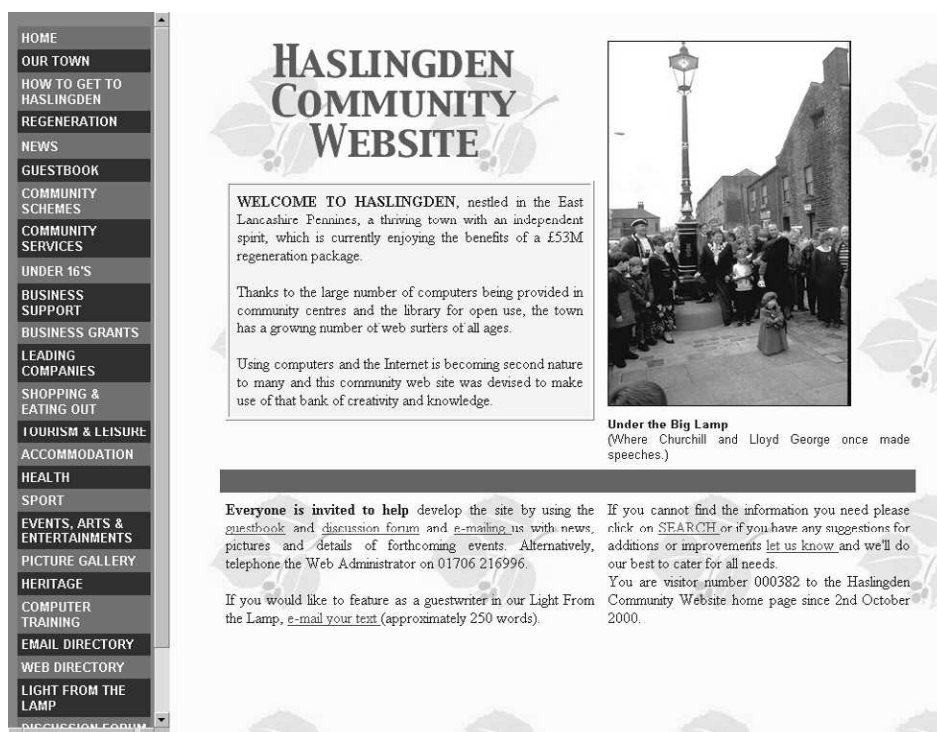 HOME
OUR TOWN
HOW TO GET TO
HASLINGDEN
REGENERATION
NEWS
GUESTBOOK
COMMUNITY
SCHEMES
COMMUNITY
SERVICES
UNDER 16'S
BUSINESS
SUPPORT
BUSINESS GRANTS
LEADING
COMPANIES
SHOPPING &
EATING OUT
TOURISM & LEISURE
ACCOMMODATION
HEALTH
SPORT
EVENTS, ARTS &
ENTERTAINMENTS
PICTURE GALLERY
HERITAGE
COMPUTER
TRAINING
EMAIL DIRECTORY
WEB DIRECTORY
LIGHT FROM THE
LAMP
DISCUSSION FORUM
HASLINGDEN
COMMUNITY
WEBSITE
WELCOME TO HASLINGDEN, nestled in the East
Lancashire Pennines, a thriving town with an independent
spirit, which is currently enjoying the benefits of a £53M
regeneration package.
Thanks to the large number of computers being provided in
community centres and the library for open use, the town
has a growing number of web surfers of all ages.
Using computers and the Internet is becoming second nature
to many and this community web site was devised to make
use of that bank of creativity and knowledge.
Under the Big Lamp
(Where Churchill and Lloyd George once made
speeches.)
Everyone is invited to help develop the site by using the
guestbook and discussion forum and e-mailing us with news,
pictures and details of forthcoming events. Alternatively,
telephone the Web Administrator on 01706 216996.
If you would like to feature as a guestwriter in our Light From
the Lamp, e-mail your text (approximately 250 words).
If you cannot find the information you need please
click on SEARCH or if you have any suggestions for
additions or improvements let us know and we'll do
our best to cater for all needs.
You are visitor number 000382 to the Haslingden
Community Website home page since 2nd October
2000.